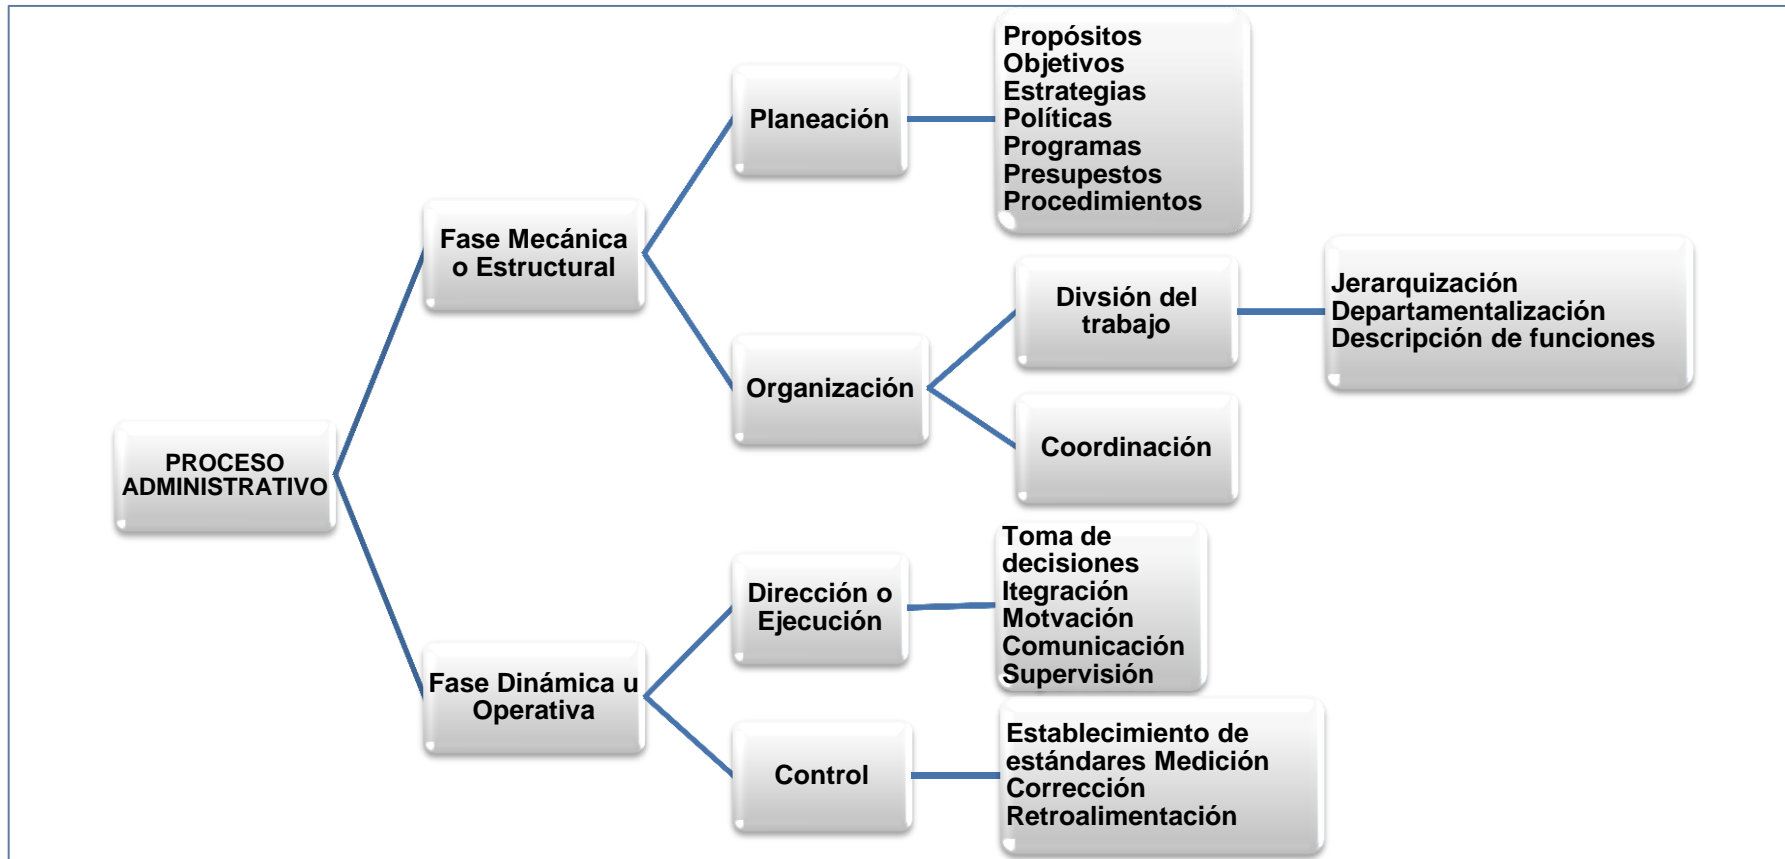 PROCESO
ADMINISTRATIVO
Fase Mecánica
o Estructural
Planeación
Propósitos
Objetivos
Estrategias
Políticas
Programas
Presupestos
Procedimientos
Organización
Divsión del
trabajo
Jerarquización
Departamentalización
Descripción de funciones
Coordinación
Fase Dinámica u
Operativa
Dirección o
Ejecución
Toma de
decisiones
Itegración
Motvación
Comunicación
Supervisión
Control
Establecimiento de
estándares Medición
Corrección
Retroalimentación